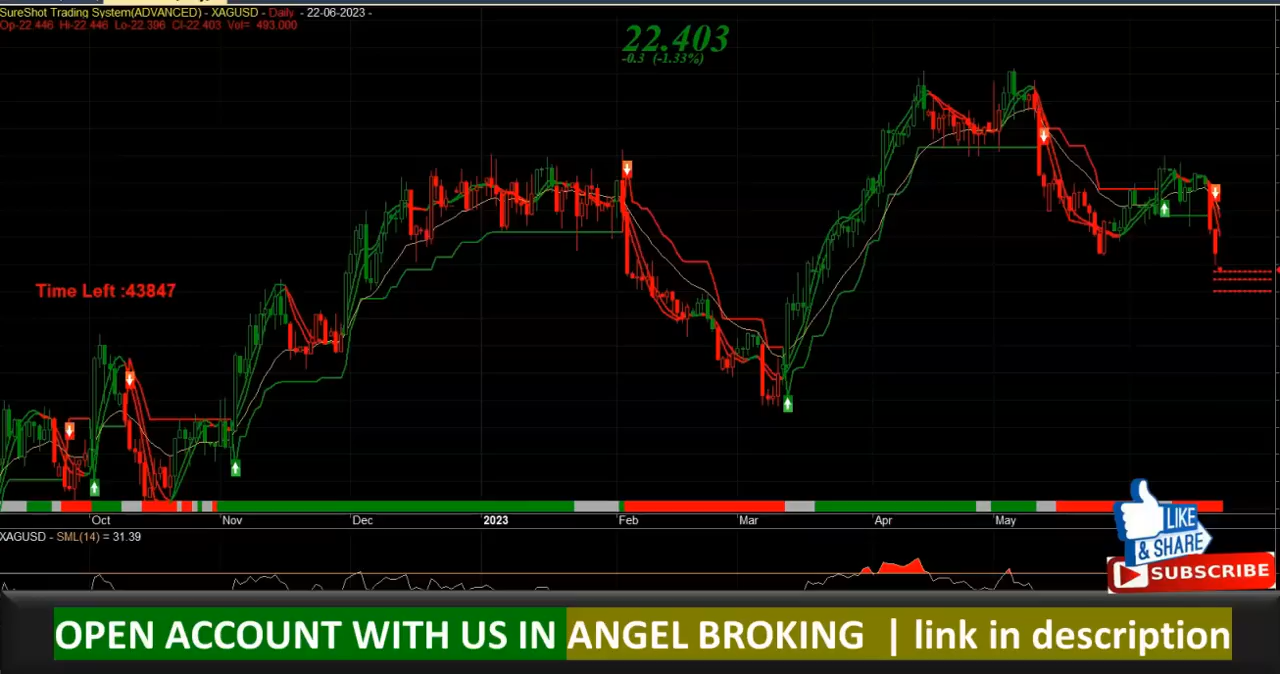 SureShot Trading System(ADVANCED) - XAGUSD - Daily - 22-06-2023 -
Op-22.446 Hi-22.446 Lo-22.396 Cl-22.403 Vol= 493.000
22.403
-0.3 (-1.33%)
Time Left :43847
Oct Nov Dec 2023 Feb Mar Apr May
XAGUSD - SML(14) = 31.39
LIKE
& SHARE
SUBSCRIBE
OPEN ACCOUNT WITH US IN ANGEL BROKING | link in description